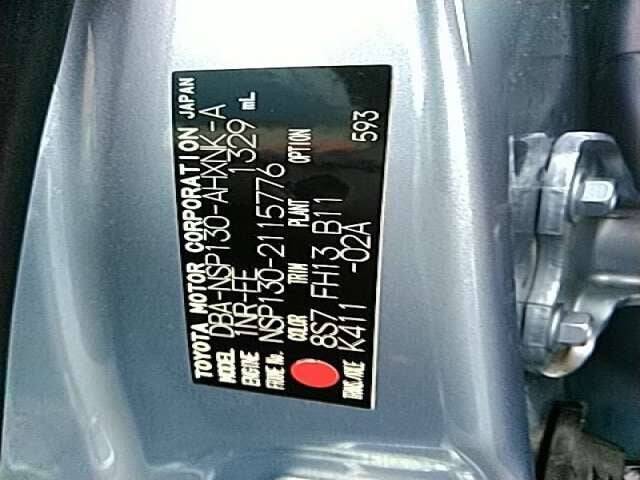 TOYOTA MOTOR CORPORATION JAPAN
MODEL DBA-NSP130-AHXNK-A
ENGINE 1NR-FE 1329 mL
FRAME No. NSP130-2115776
COLOR TRIM PLANT OPTION
8S7 FH13 B11
TRANS/AXLE K411 -02A 593